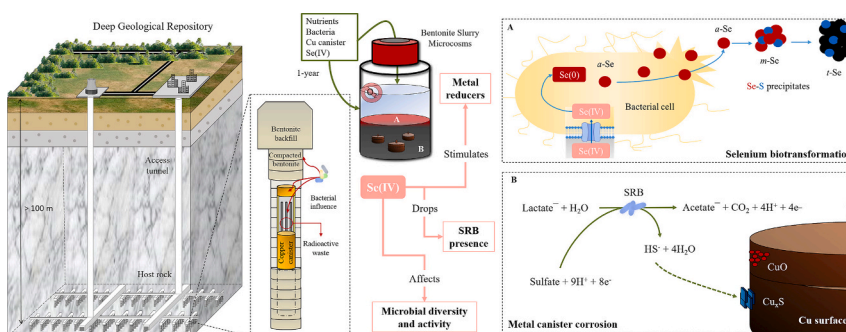 Deep Geological Repository
Access
tunnel
> 100 m
Host rock
Nutrients
Bacteria
Cu canister
Se(IV)
Bentonite Slurry
Microcosms
1-year
O₂
A
B
Bentonite
backfill
Compacted
bentonite
Bacterial
influence
Radioactive
waste
Copper
canister
Metal
reducers
Stimulates
Se(IV)
Drops
SRB
presence
Affects
Microbial diversity
and activity
A
a-Se
a-Se
m-Se
t-Se
Se(0)
Se-S
precipitates
Bacterial cell
Se(IV)
Se(IV)
Selenium biotransformation
B
SRB
Lactate⁻ + H₂O
Acetate⁻ + CO₂ + 4H⁺ + 4e-
HS⁻ + 4H₂O
Sulfate + 9H⁺ + 8e⁻
CuO
CuₓS
Metal canister corrosion
Cu surface